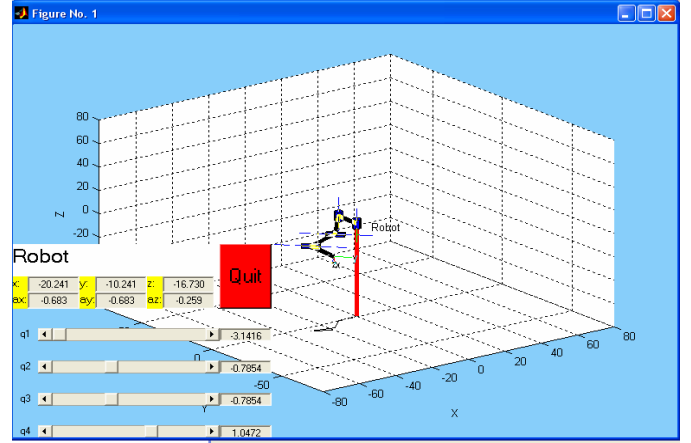 Figure No. 1
80
60
40
20
0
-20
Z
Robot
Robot
Quit
x: -20.241 y: -10.241 z: -16.730
ax: -0.683 ay: -0.683 az: -0.259
q1 -3.1416
q2 -0.7854
q3 -0.7854
q4 1.0472
0
-50
Y
-80
-60
-40
-20
0
20
40
60
80
X